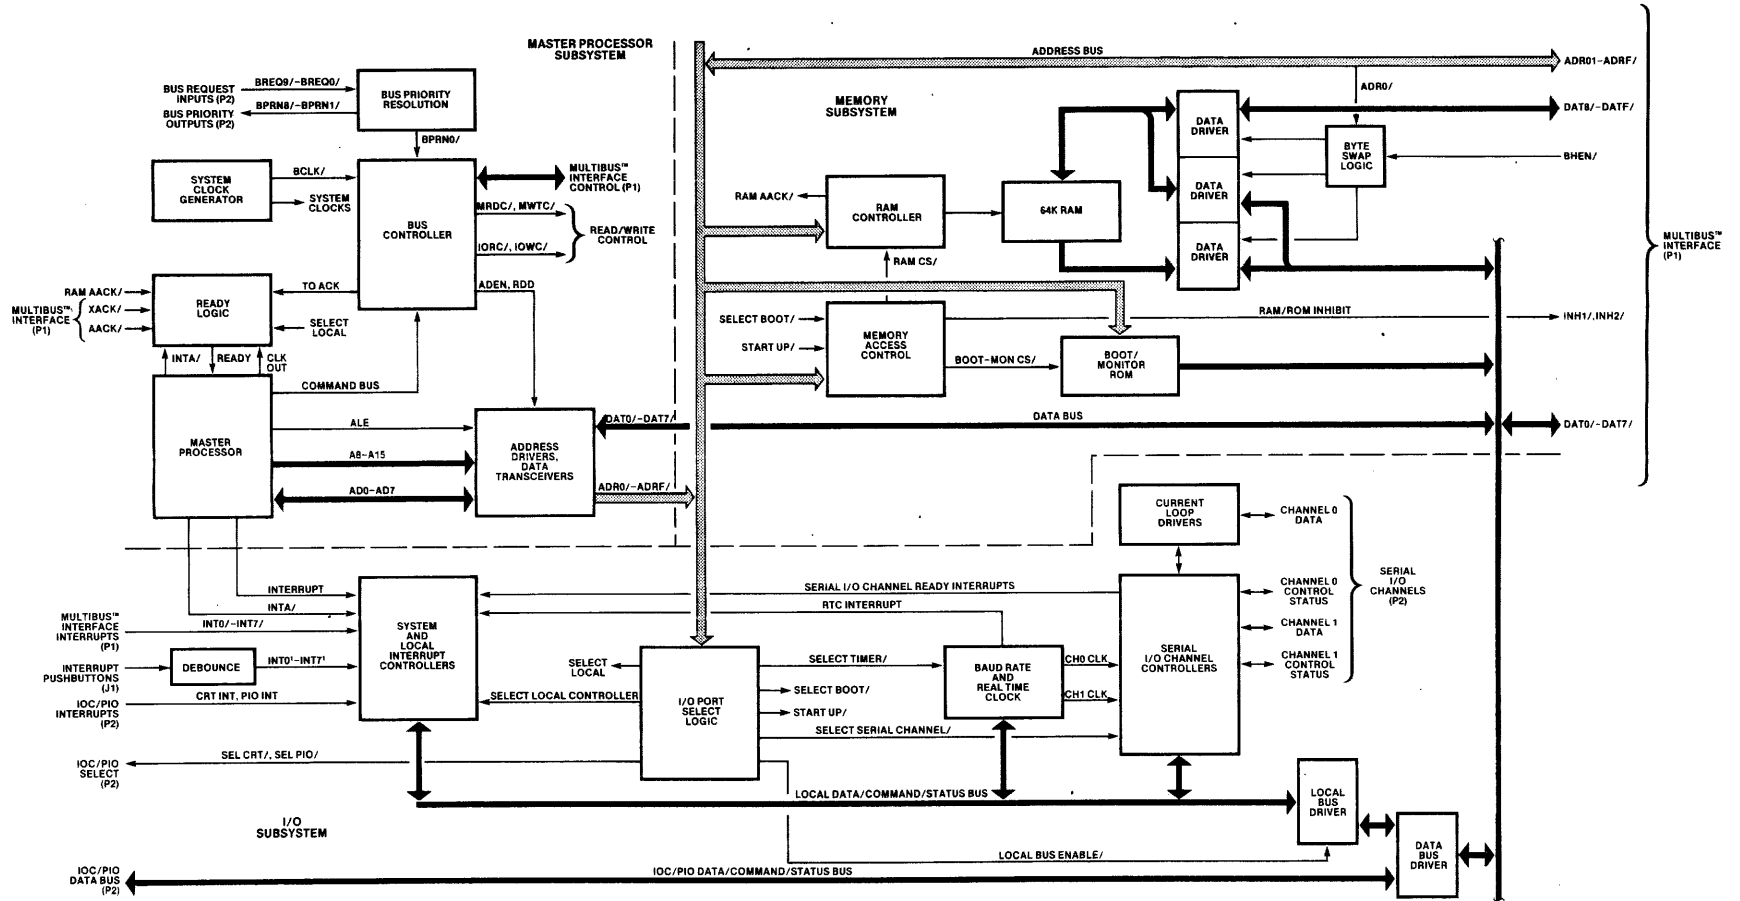 MASTER PROCESSOR
SUBSYSTEM
ADDRESS BUS
ADR01-ADRF/
BUS REQUEST
INPUTS (P2)
BREQ9/-BREQ0/
BUS PRIORITY
OUTPUTS (P2)
BPRN8/-BPRN1/
BUS PRIORITY
RESOLUTION
BPRN0/
MEMORY
SUBSYSTEM
ADR0/
DATA
DRIVER
DATA
DRIVER
DATA
DRIVER
DAT8/-DATF/
BYTE
SWAP
LOGIC
BHEN/
SYSTEM
CLOCK
GENERATOR
BCLK/
SYSTEM
CLOCKS
BUS
CONTROLLER
MULTIBUS™
INTERFACE
CONTROL (P1)
MRDC/, MWTC/
IORC/, IOWC/
READ/WRITE
CONTROL
ADEN, RDD
RAM AACK/
RAM
CONTROLLER
64K RAM
RAM CS/
MULTIBUS™
INTERFACE
(P1)
RAM AACK/
MULTIBUS™
INTERFACE
(P1)
XACK/
AACK/
READY
LOGIC
TO ACK
SELECT
LOCAL
INTA/
READY
CLK
OUT
SELECT BOOT/
START UP/
MEMORY
ACCESS
CONTROL
RAM/ROM INHIBIT
INH1/,INH2/
BOOT-MON CS/
BOOT/
MONITOR
ROM
MASTER
PROCESSOR
COMMAND BUS
ALE
A8-A15
AD0-AD7
ADDRESS
DRIVERS,
DATA
TRANSCEIVERS
DAT0/-DAT7/
DATA BUS
DAT0/-DAT7/
ADR0/-ADRF/
CURRENT
LOOP
DRIVERS
CHANNEL 0
DATA
INTERRUPT
INTA/
MULTIBUS™
INTERFACE
INTERRUPTS
(P1)
INT0/-INT7/
INTERRUPT
PUSHBUTTONS
(J1)
DEBOUNCE
INT0¹-INT7¹
IOC/PIO
INTERRUPTS
(P2)
CRT INT, PIO INT
SYSTEM
AND
LOCAL
INTERRUPT
CONTROLLERS
SERIAL I/O CHANNEL READY INTERRUPTS
RTC INTERRUPT
SELECT
LOCAL
SELECT LOCAL CONTROLLER
I/O PORT
SELECT
LOGIC
SELECT TIMER/
SELECT BOOT/
START UP/
SELECT SERIAL CHANNEL/
BAUD RATE
AND
REAL TIME
CLOCK
CH0 CLK
CH1 CLK
SERIAL
I/O CHANNEL
CONTROLLERS
CHANNEL 0
CONTROL
STATUS
CHANNEL 1
DATA
CHANNEL 1
CONTROL
STATUS
SERIAL
I/O
CHANNELS
(P2)
IOC/PIO
SELECT
(P2)
SEL CRT/, SEL PIO/
LOCAL DATA/COMMAND/STATUS BUS
LOCAL
BUS
DRIVER
I/O
SUBSYSTEM
LOCAL BUS ENABLE/
IOC/PIO
DATA BUS
(P2)
IOC/PIO DATA/COMMAND/STATUS BUS
DATA
BUS
DRIVER